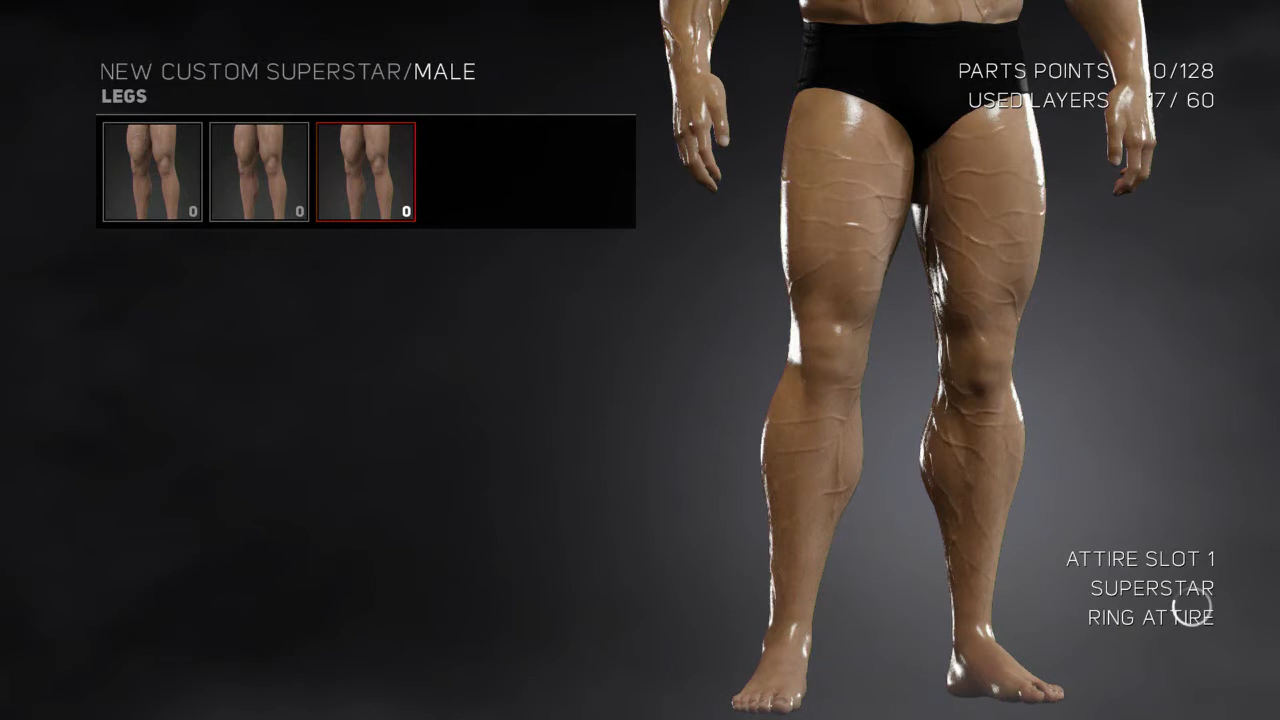 NEW CUSTOM SUPERSTAR/MALE
LEGS
0
0
0
PARTS POINTS 0/128
USED LAYERS 17/ 60
ATTIRE SLOT 1
SUPERSTAR
RING ATTIRE